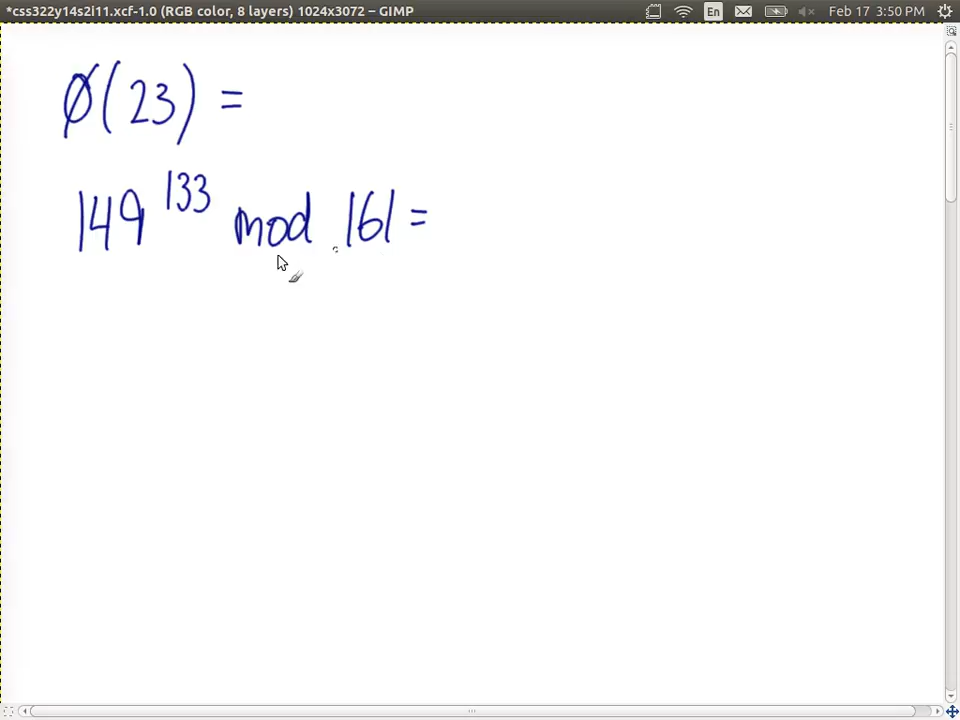 *css322y14s2i11.xcf-1.0 (RGB color, 8 layers) 1024x3072 – GIMP En Feb 17 3:50 PM
Ø(23) =
149^133 mod 161 =